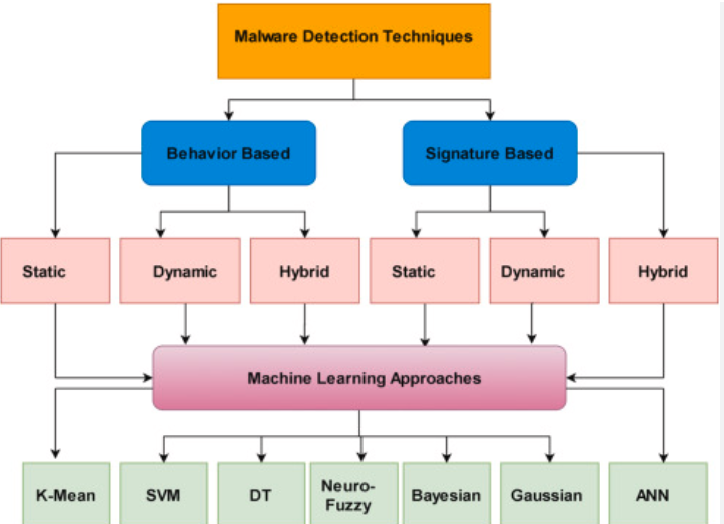 Malware Detection Techniques
Behavior Based
Signature Based
Static
Dynamic
Hybrid
Static
Dynamic
Hybrid
Machine Learning Approaches
K-Mean
SVM
DT
Neuro-
Fuzzy
Bayesian
Gaussian
ANN